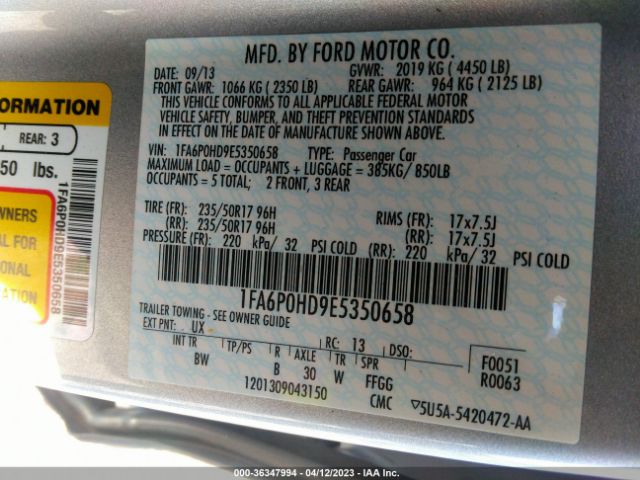 MFD. BY FORD MOTOR CO.
DATE: 09/13 GVWR: 2019 KG ( 4450 LB)
FRONT GAWR: 1066 KG ( 2350 LB) REAR GAWR: 964 KG ( 2125 LB)
THIS VEHICLE CONFORMS TO ALL APPLICABLE FEDERAL MOTOR
VEHICLE SAFETY, BUMPER, AND THEFT PREVENTION STANDARDS
IN EFFECT ON THE DATE OF MANUFACTURE SHOWN ABOVE.
VIN: 1FA6P0HD9E5350658 TYPE: Passenger Car
MAXIMUM LOAD = OCCUPANTS + LUGGAGE = 385KG/ 850LB
OCCUPANTS = 5 TOTAL; 2 FRONT, 3 REAR
TIRE (FR): 235/50R17 96H RIMS (FR): 17x7.5J
(RR): 235/50R17 96H (RR): 17x7.5J
PRESSURE (FR): 220 kPa/ 32 PSI COLD (RR): 220 kPa/ 32 PSI COLD
1FA6P0HD9E5350658
TRAILER TOWING - SEE OWNER GUIDE
EXT PNT: UX RC: 13 DSO:
INT TR TP/PS R AXLE TR SPR
BW B 30 W FFGG
F0051
R0063
1201309043150 CMC ▽5U5A-5420472-AA
FORMATION
REAR: 3
50 lbs.
WNERS
AL FOR
IONAL
ION
1FA6P0HD9E5350658
000-36347994 - 04/12/2023 - IAA Inc.